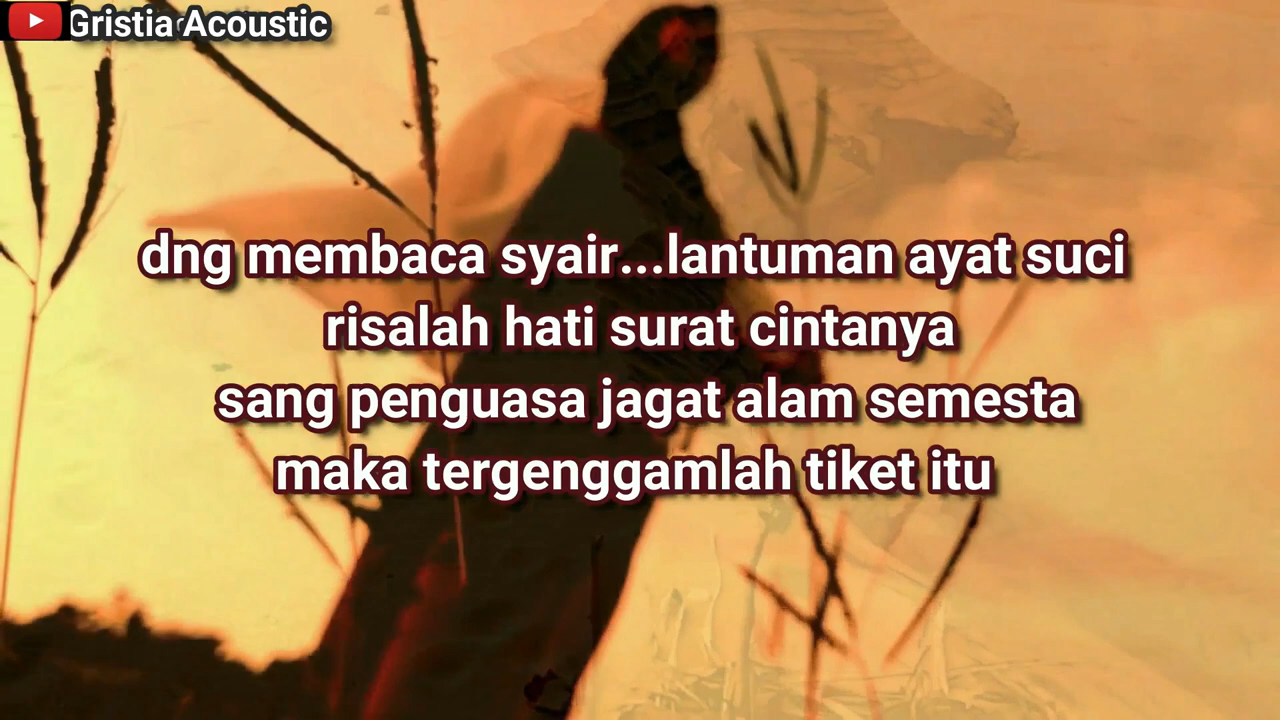 Gristia Acoustic
dng membaca syair...lantuman ayat suci
risalah hati surat cintanya
sang penguasa jagat alam semesta
maka tergenggamlah tiket itu